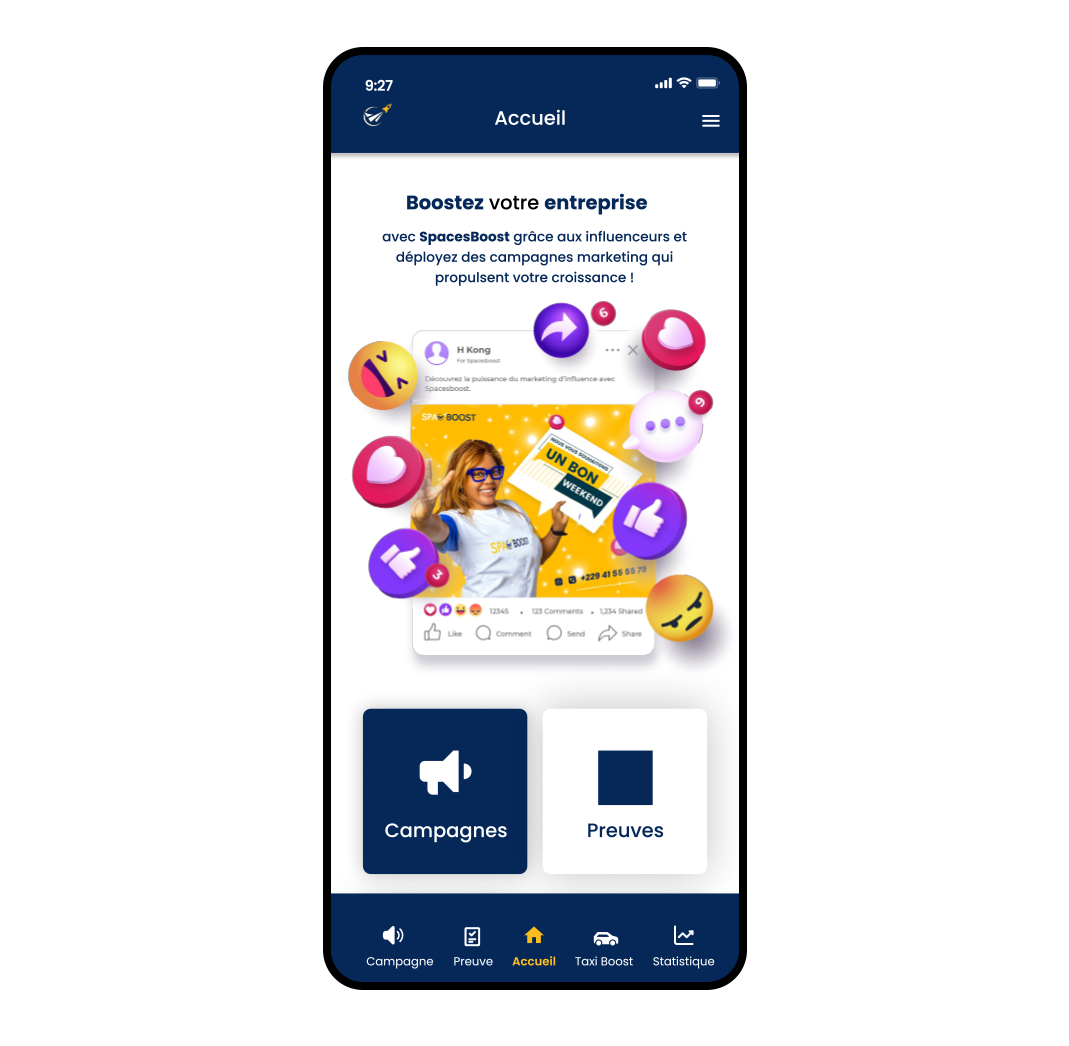 9:27
Accueil
Boostez votre entreprise
avec SpacesBoost grâce aux influenceurs et
déployez des campagnes marketing qui
propulsent votre croissance !
6
H Kong
For Spacesboost
Découvrez la puissance du marketing d'influence avec
Spacesboost.
9
SPA BOOST
NOUS VOUS SOUHAITONS
UN BON
WEEKEND
SPA BOOST
3
+229 41 55 55 79
12345 • 123 Comments • 1,234 Shared
Like Comment Send Share
Campagnes
Preuves
Campagne Preuve Accueil Taxi Boost Statistique